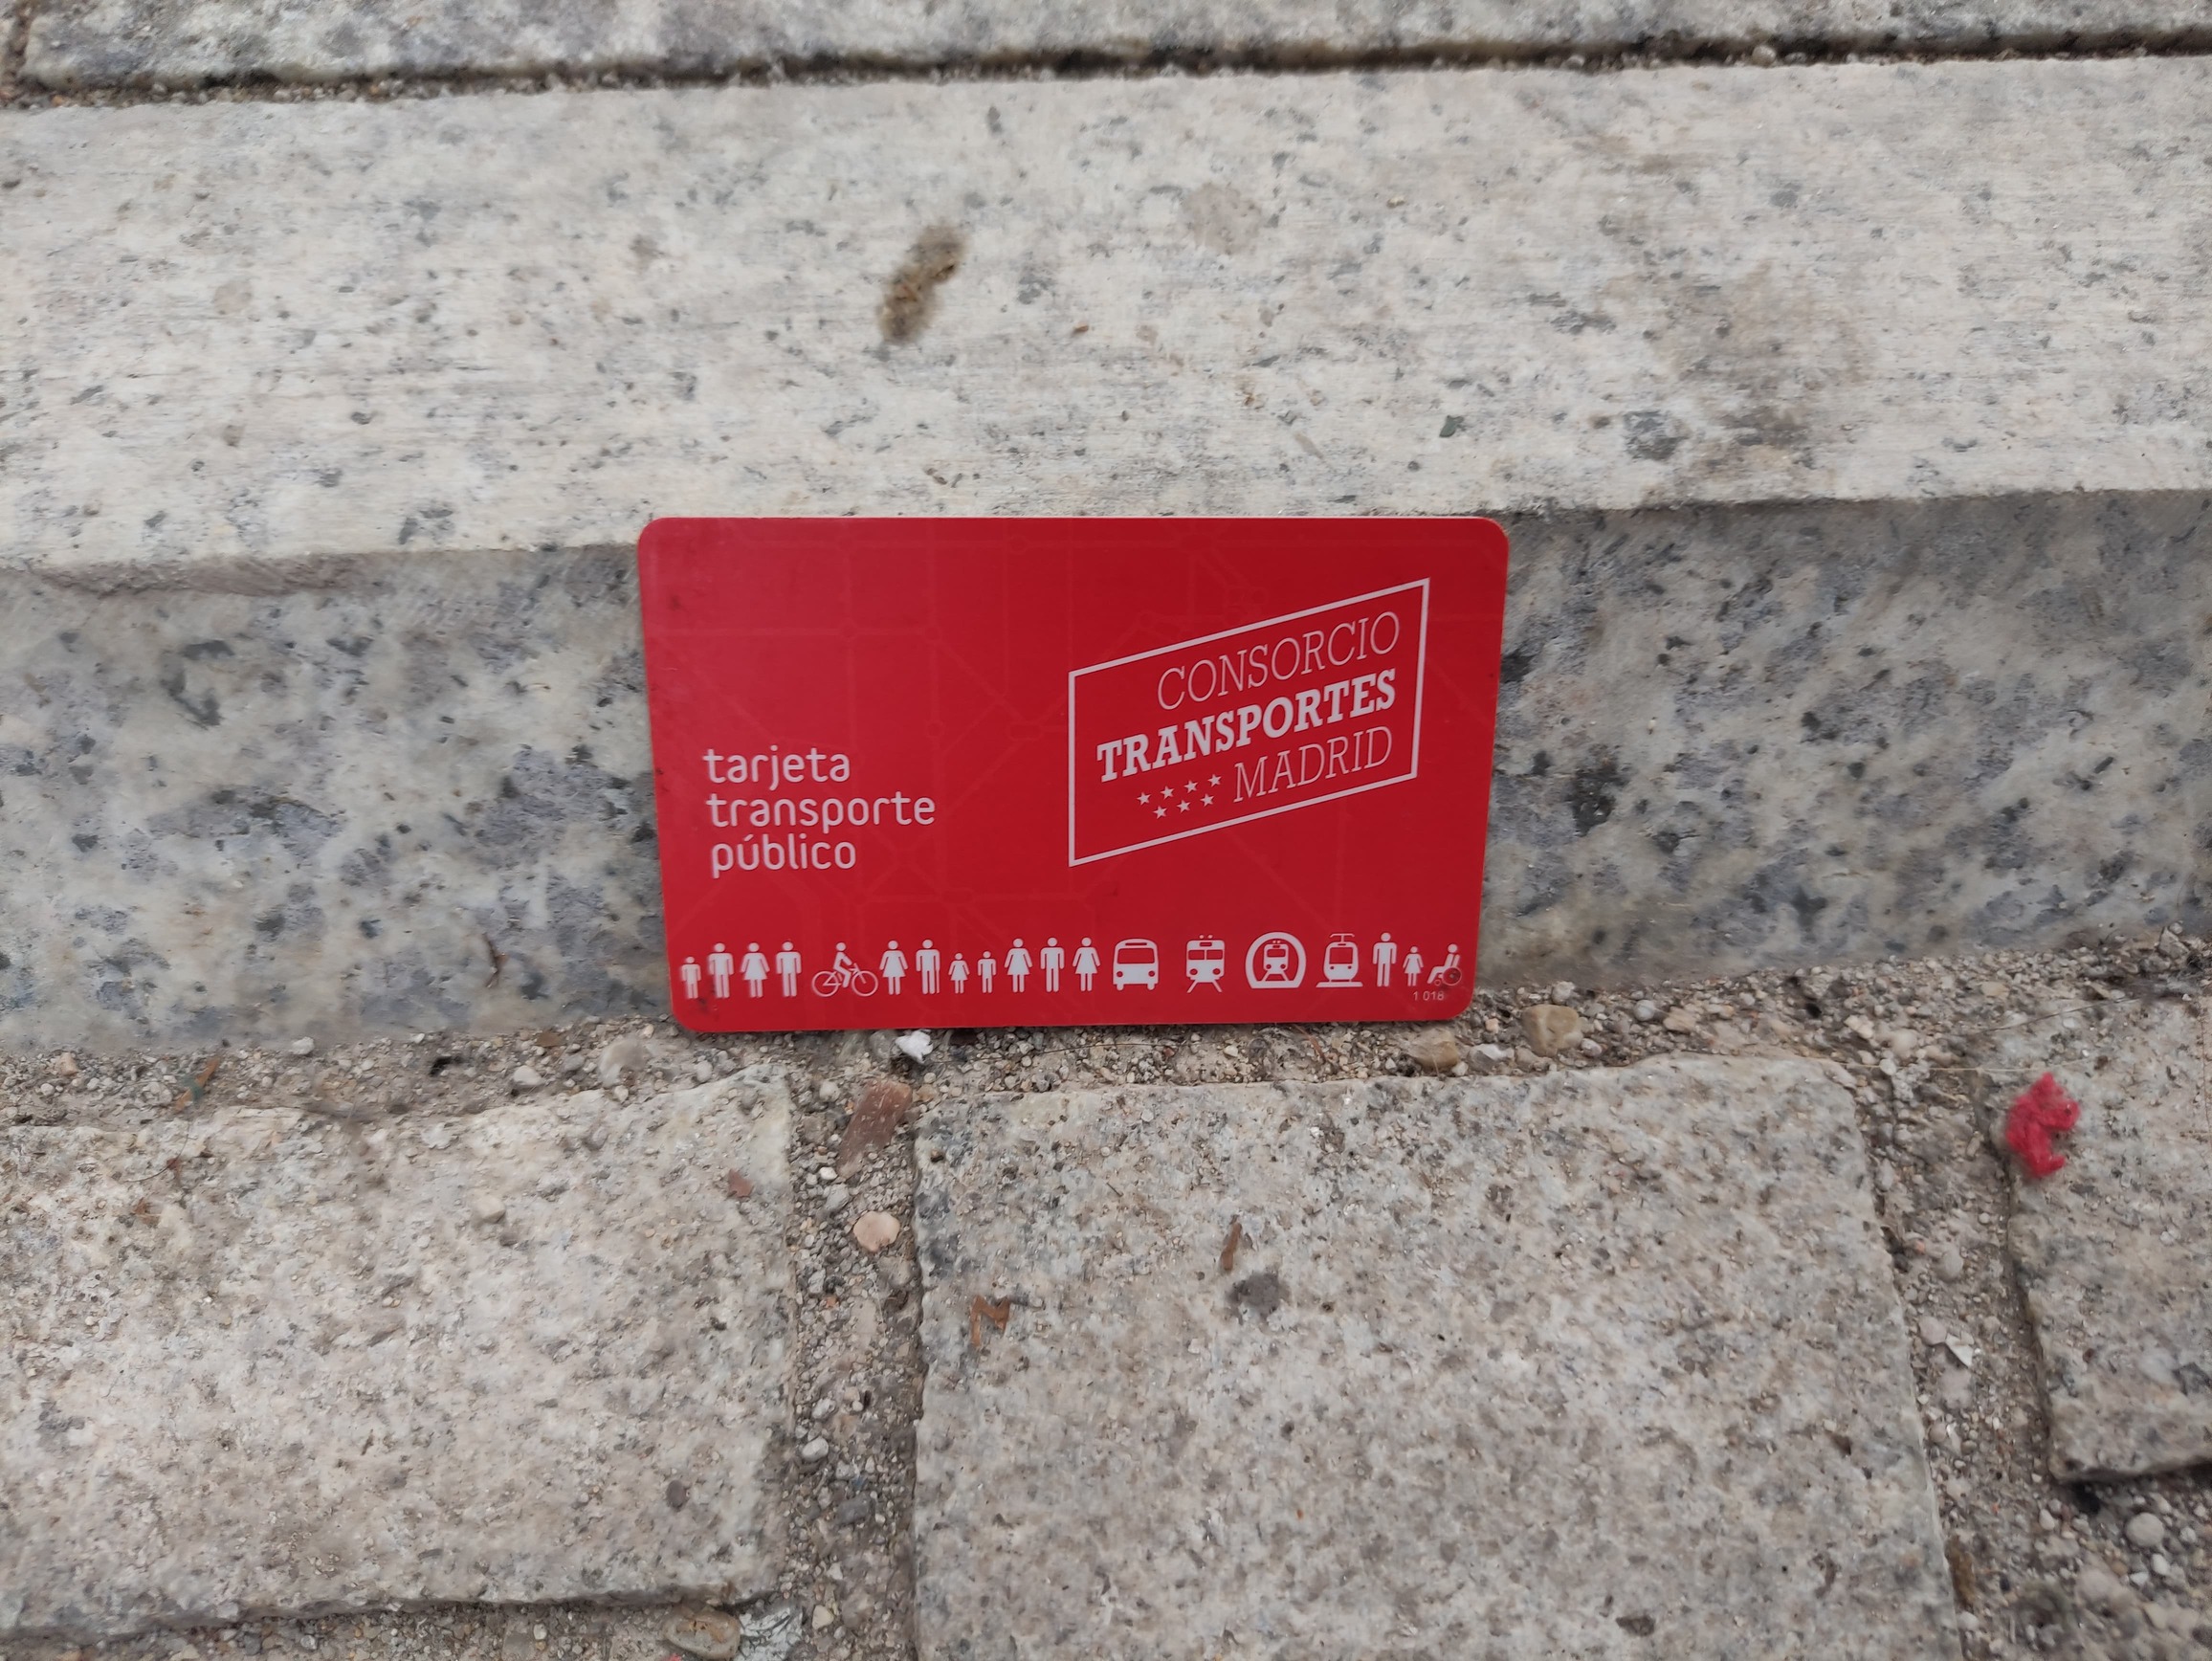 tarjeta
transporte
público
CONSORCIO
TRANSPORTES
MADRID
1 018